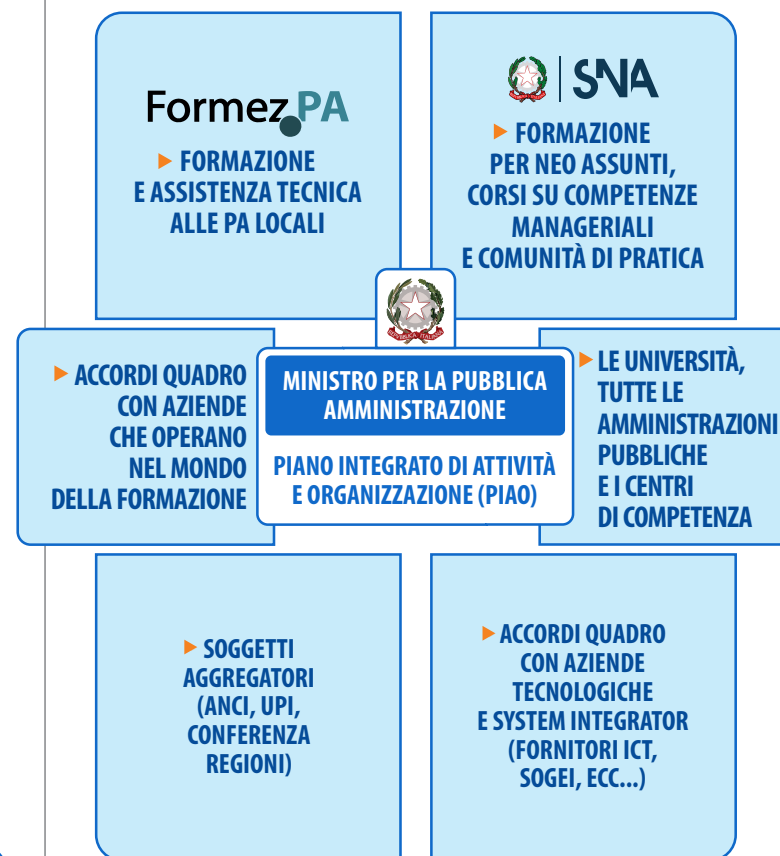 Formez PA
▶ FORMAZIONE
E ASSISTENZA TECNICA
ALLE PA LOCALI
SNA
▶ FORMAZIONE
PER NEO ASSUNTI,
CORSI SU COMPETENZE
MANAGERIALI
E COMUNITÀ DI PRATICA
▶ ACCORDI QUADRO
CON AZIENDE
CHE OPERANO
NEL MONDO
DELLA FORMAZIONE
MINISTRO PER LA PUBBLICA
AMMINISTRAZIONE
PIANO INTEGRATO DI ATTIVITÀ
E ORGANIZZAZIONE (PIAO)
▶ LE UNIVERSITÀ,
TUTTE LE
AMMINISTRAZIONI
PUBBLICHE
E I CENTRI
DI COMPETENZA
▶ SOGGETTI
AGGREGATORI
(ANCI, UPI,
CONFERENZA
REGIONI)
▶ ACCORDI QUADRO
CON AZIENDE
TECNOLOGICHE
E SYSTEM INTEGRATOR
(FORNITORI ICT,
SOGEI, ECC...)